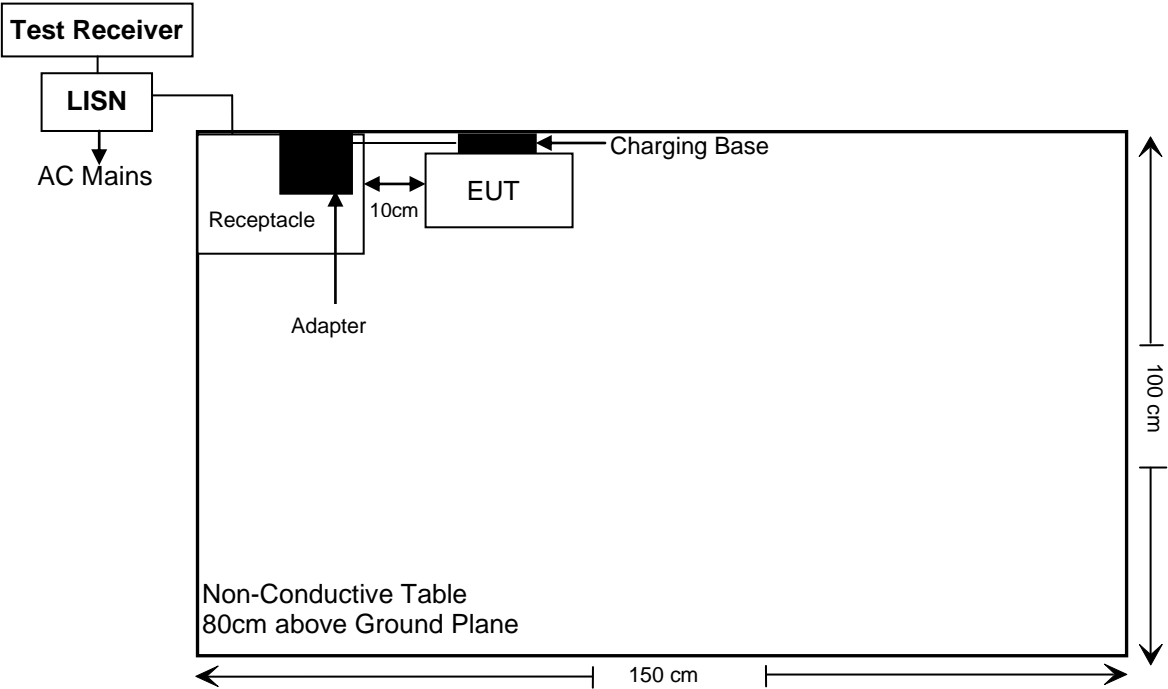 Test Receiver
LISN
AC Mains
Charging Base
EUT
10cm
Receptacle
Adapter
100 cm
Non-Conductive Table
80cm above Ground Plane
150 cm